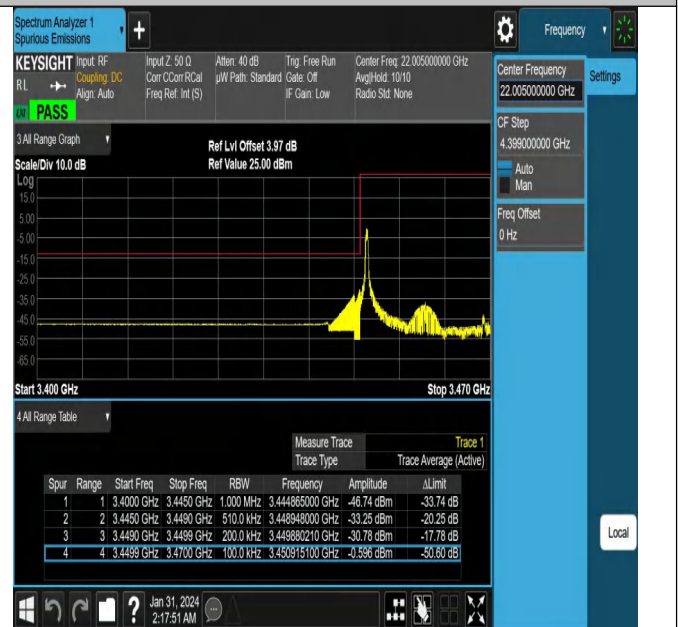 Spectrum Analyzer 1
Spurious Emissions
+
Frequency
KEYSIGHT
Input: RF
Coupling: DC
Align: Auto
Input Z: 50 Ω
Corr CCorr RCal
Freq Ref: Int (S)
Atten: 40 dB
µW Path: Standard
Trig: Free Run
Gate: Off
IF Gain: Low
Center Freq: 22.005000000 GHz
Avg|Hold: 10/10
Radio Std: None
RL
LXI
PASS
Center Frequency
22.005000000 GHz
Settings
CF Step
4.399000000 GHz
Auto
Man
Freq Offset
0 Hz
3 All Range Graph
Ref Lvl Offset 3.97 dB
Scale/Div 10.0 dB
Ref Value 25.00 dBm
Log
15.0
5.00
-5.00
-15.0
-25.0
-35.0
-45.0
-55.0
-65.0
Start 3.400 GHz
Stop 3.470 GHz
4 All Range Table
Measure Trace Trace 1
Trace Type Trace Average (Active)
Spur Range Start Freq Stop Freq RBW Frequency Amplitude ΔLimit
1 1 3.4000 GHz 3.4450 GHz 1.000 MHz 3.444865000 GHz -46.74 dBm -33.74 dB
2 2 3.4450 GHz 3.4490 GHz 510.0 kHz 3.448948000 GHz -33.25 dBm -20.25 dB
3 3 3.4490 GHz 3.4499 GHz 200.0 kHz 3.449880210 GHz -30.78 dBm -17.78 dB
4 4 3.4499 GHz 3.4700 GHz 100.0 kHz 3.450915100 GHz -0.596 dBm -50.60 dB
Local
?
Jan 31, 2024
2:17:51 AM